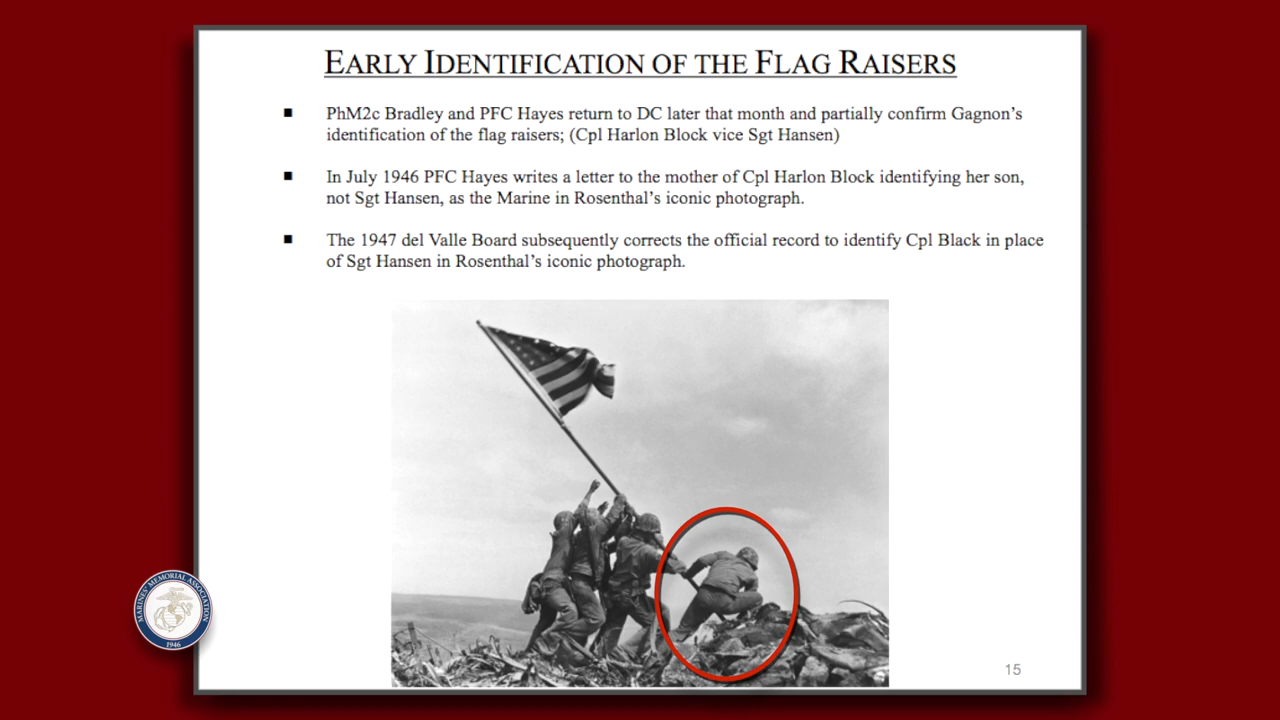 EARLY IDENTIFICATION OF THE FLAG RAISERS
■ PhM2c Bradley and PFC Hayes return to DC later that month and partially confirm Gagnon's
identification of the flag raisers; (Cpl Harlon Block vice Sgt Hansen)
■ In July 1946 PFC Hayes writes a letter to the mother of Cpl Harlon Block identifying her son,
not Sgt Hansen, as the Marine in Rosenthal's iconic photograph.
■ The 1947 del Valle Board subsequently corrects the official record to identify Cpl Black in place
of Sgt Hansen in Rosenthal's iconic photograph.
MARINES' MEMORIAL ASSOCIATION
1946
15